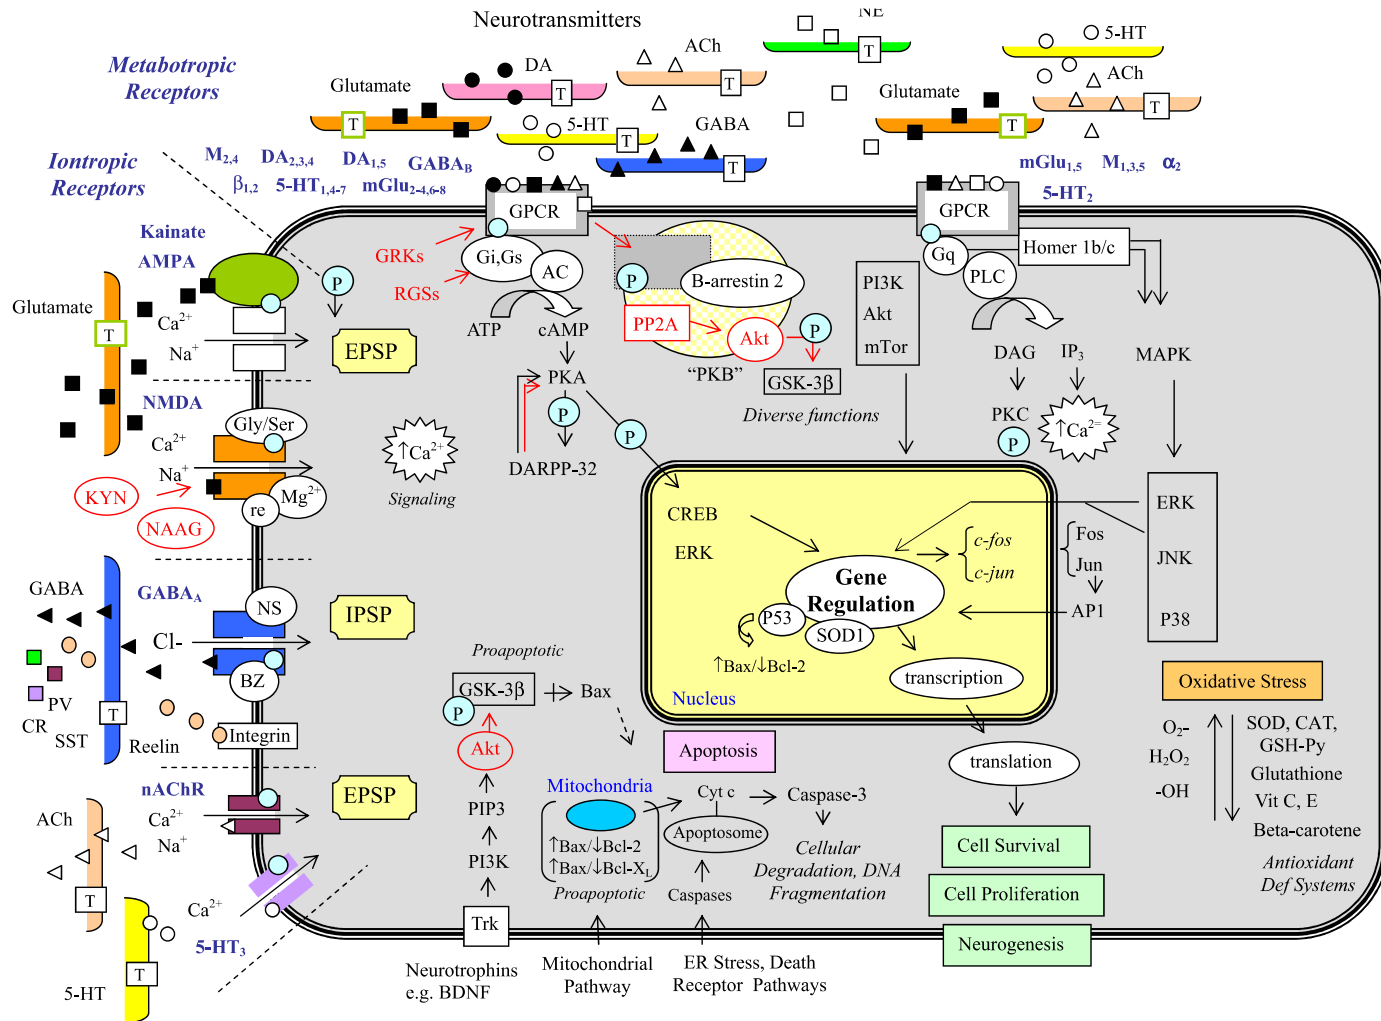 Neurotransmitters
NE
5-HT
Metabotropic
Receptors
DA
ACh
ACh
Glutamate
Glutamate
T
T
T
T
T
T
5-HT
T
GABA
T
T
Iontropic
Receptors
M2,4
DA2,3,4
DA1,5
GABAB
β1,2
5-HT1,4-7
mGlu2-4,6-8
mGlu1,5
M1,3,5
α2
5-HT2
GPCR
GPCR
Kainate
AMPA
P
GRKs
RGSs
Gi,Gs
AC
P
B-arrestin 2
PP2A
Akt
P
"PKB"
GSK-3β
Diverse functions
PI3K
Akt
mTor
Gq
PLC
Homer 1b/c
Glutamate
T
Ca2+
Na+
EPSP
ATP
cAMP
PKA
P
P
DARPP-32
DAG
IP3
MAPK
PKC
P
↑Ca2=
NMDA
Gly/Ser
Ca2+
Na+
KYN
NAAG
re
Mg2+
↑Ca2+
Signaling
CREB
ERK
c-fos
c-jun
Fos
Jun
AP1
ERK
JNK
P38
Gene
Regulation
P53
SOD1
↑Bax/↓Bcl-2
transcription
Nucleus
GABA
GABAA
NS
Cl-
IPSP
BZ
PV
CR
SST
T
Reelin
Integrin
Proapoptotic
GSK-3β
Bax
P
Akt
PIP3
PI3K
Trk
Neurotrophins
e.g. BDNF
Apoptosis
Mitochondria
Cyt c
Caspase-3
Apoptosome
↑Bax/↓Bcl-2
↑Bax/↓Bcl-XL
Proapoptotic
Caspases
Cellular
Degradation, DNA
Fragmentation
Mitochondrial
Pathway
ER Stress, Death
Receptor Pathways
translation
Cell Survival
Cell Proliferation
Neurogenesis
Oxidative Stress
O2-
H2O2
-OH
SOD, CAT,
GSH-Py
Glutathione
Vit C, E
Beta-carotene
Antioxidant
Def Systems
nAChR
ACh
Ca2+
Na+
EPSP
T
Ca2+
5-HT3
T
5-HT